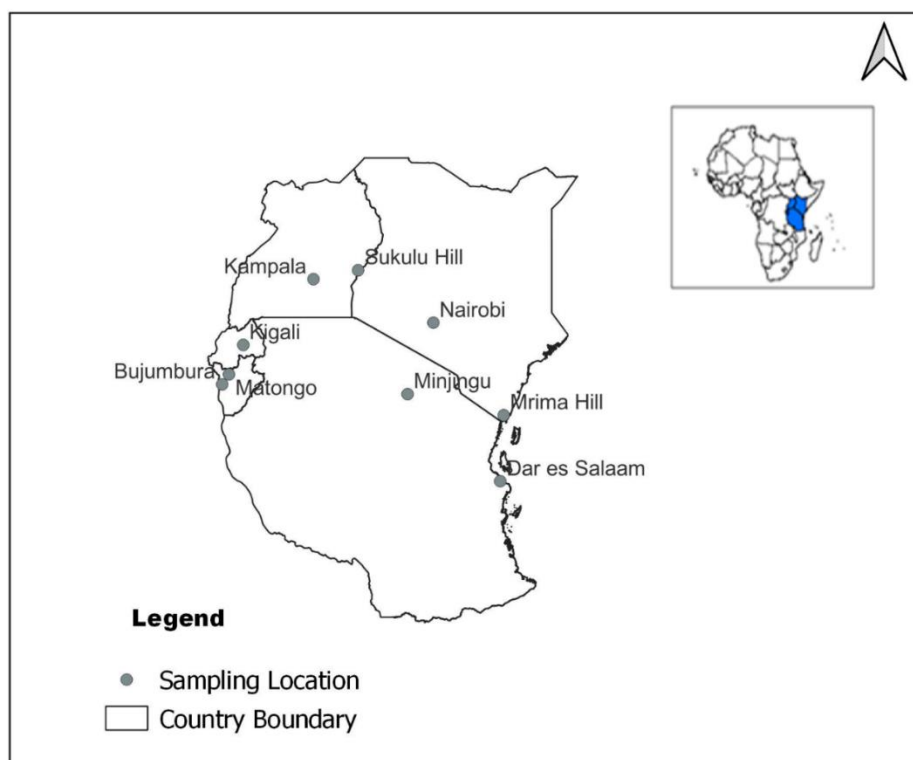 Sukulu Hill
Kampala
Nairobi
Kigali
Bujumbura
Matongo
Minjingu
Mrima Hill
Dar es Salaam
Legend
Sampling Location
Country Boundary